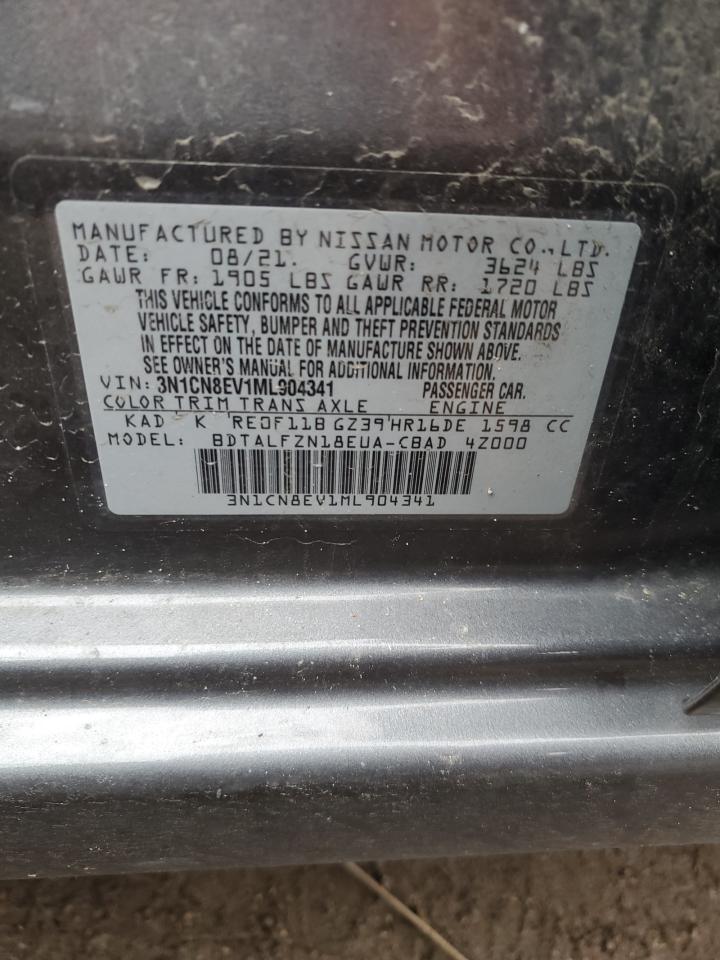 MANUFACTURED BY NISSAN MOTOR CO., LTD.
DATE: 08/21. GVWR: 3624 LBS
GAWR FR: 1905 LBS GAWR RR: 1720 LBS
THIS VEHICLE CONFORMS TO ALL APPLICABLE FEDERAL MOTOR
VEHICLE SAFETY, BUMPER AND THEFT PREVENTION STANDARDS
IN EFFECT ON THE DATE OF MANUFACTURE SHOWN ABOVE.
SEE OWNER'S MANUAL FOR ADDITIONAL INFORMATION.
VIN: 3N1CN8EV1ML904341 PASSENGER CAR.
COLOR TRIM TRANS AXLE ENGINE
KAD K RE0F11B GZ39 HR16DE 1598 CC
MODEL: BDTALFZN18EUA-CBAD 4Z000
3N1CN8EV1ML904341